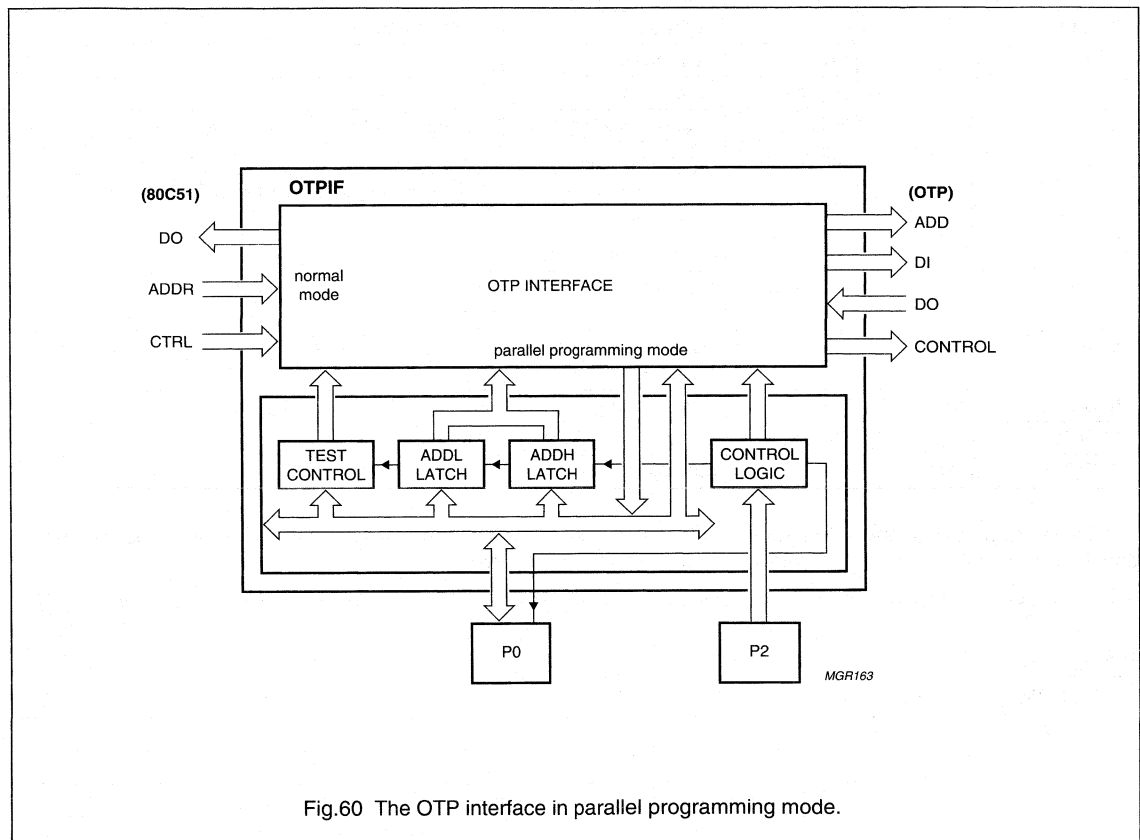 (80C51)
OTPIF
(OTP)
DO
ADDR
CTRL
normal
mode
OTP INTERFACE
parallel programming mode
ADD
DI
DO
CONTROL
TEST
CONTROL
ADDL
LATCH
ADDH
LATCH
CONTROL
LOGIC
P0
P2
MGR163
Fig.60 The OTP interface in parallel programming mode.